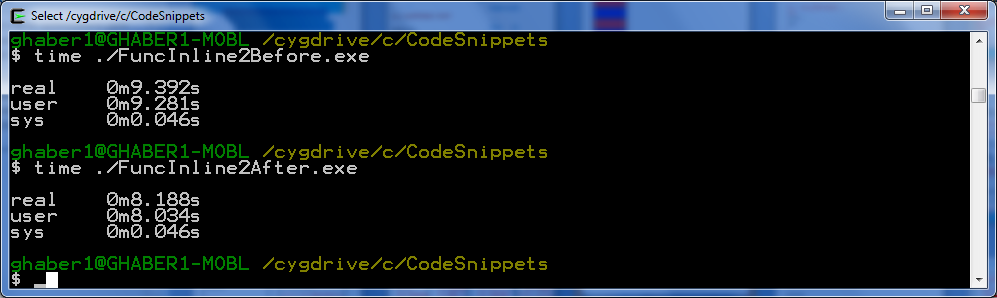 Select /cygdrive/c/CodeSnippets
ghaber1@GHABER1-MOBL /cygdrive/c/CodeSnippets
$ time ./FuncInline2Before.exe
real    0m9.392s
user    0m9.281s
sys     0m0.046s
ghaber1@GHABER1-MOBL /cygdrive/c/CodeSnippets
$ time ./FuncInline2After.exe
real    0m8.188s
user    0m8.034s
sys     0m0.046s
ghaber1@GHABER1-MOBL /cygdrive/c/CodeSnippets
$ _